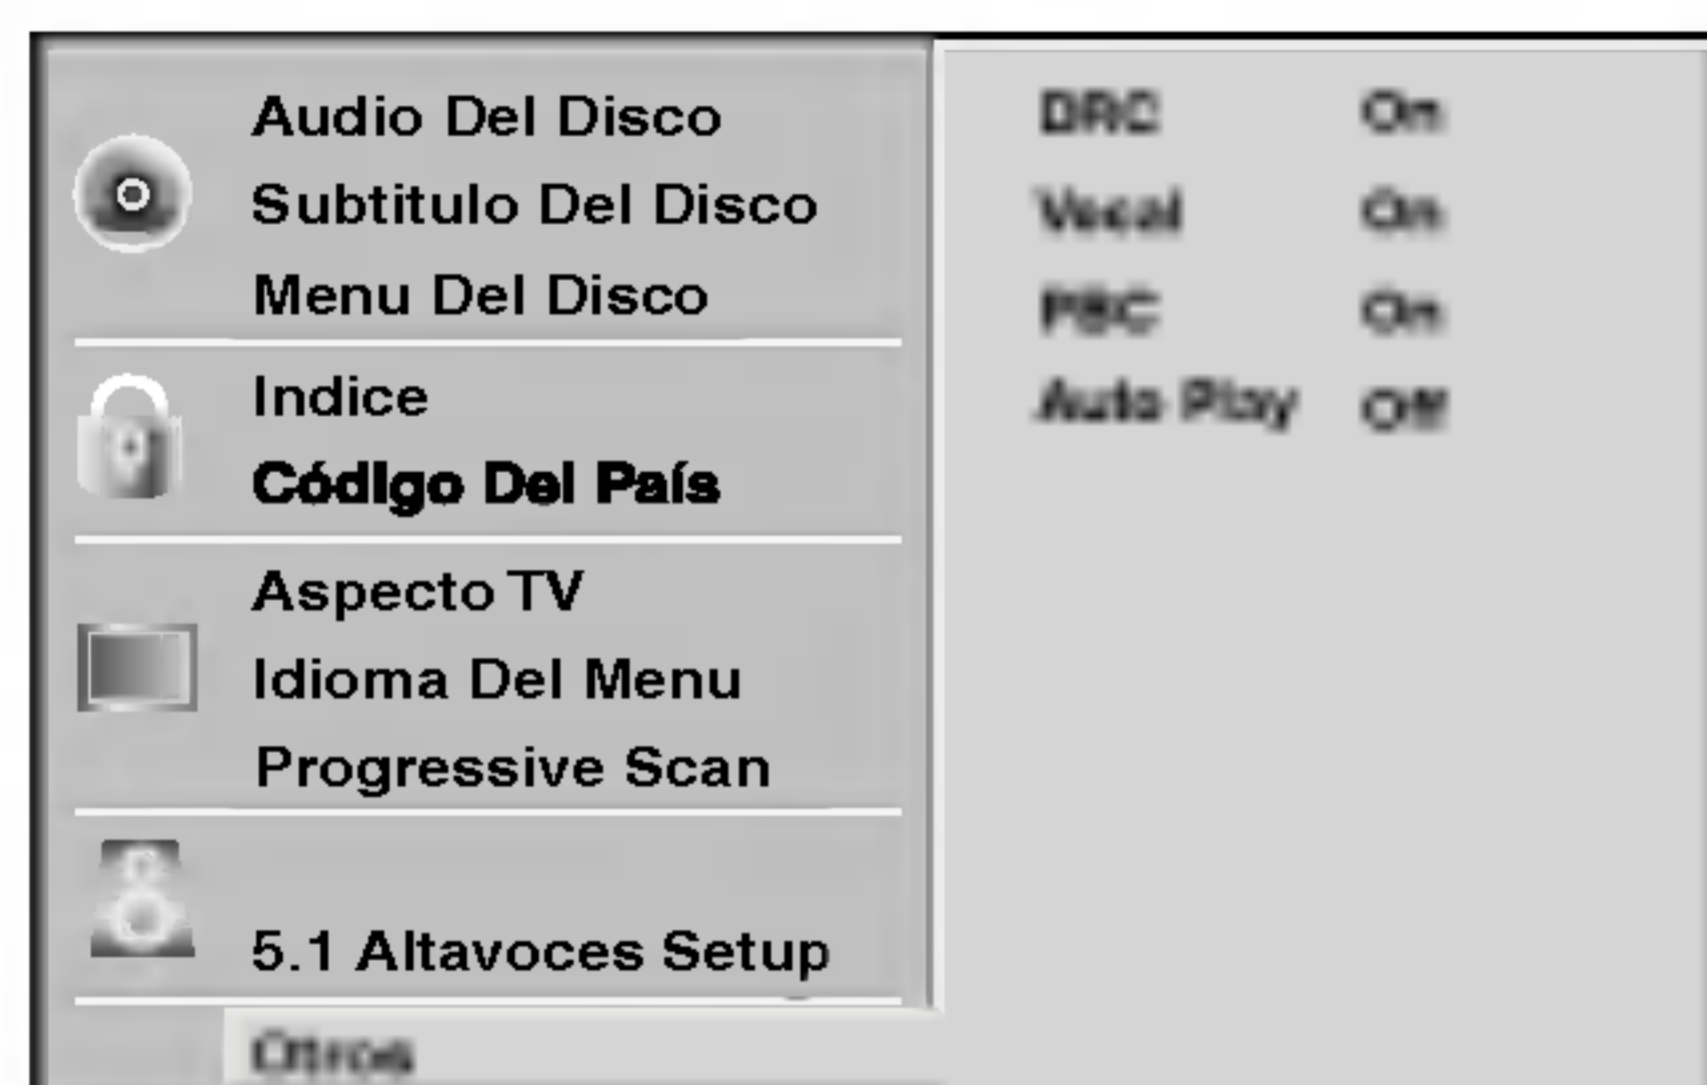 Audio Del Disco
Subtitulo Del Disco
Menu Del Disco
Indice
Código Del País
Aspecto TV
Idioma Del Menu
Progressive Scan
5.1 Altavoces Setup
Otros
DRC On
Vocal On
PBC On
Auto Play Off